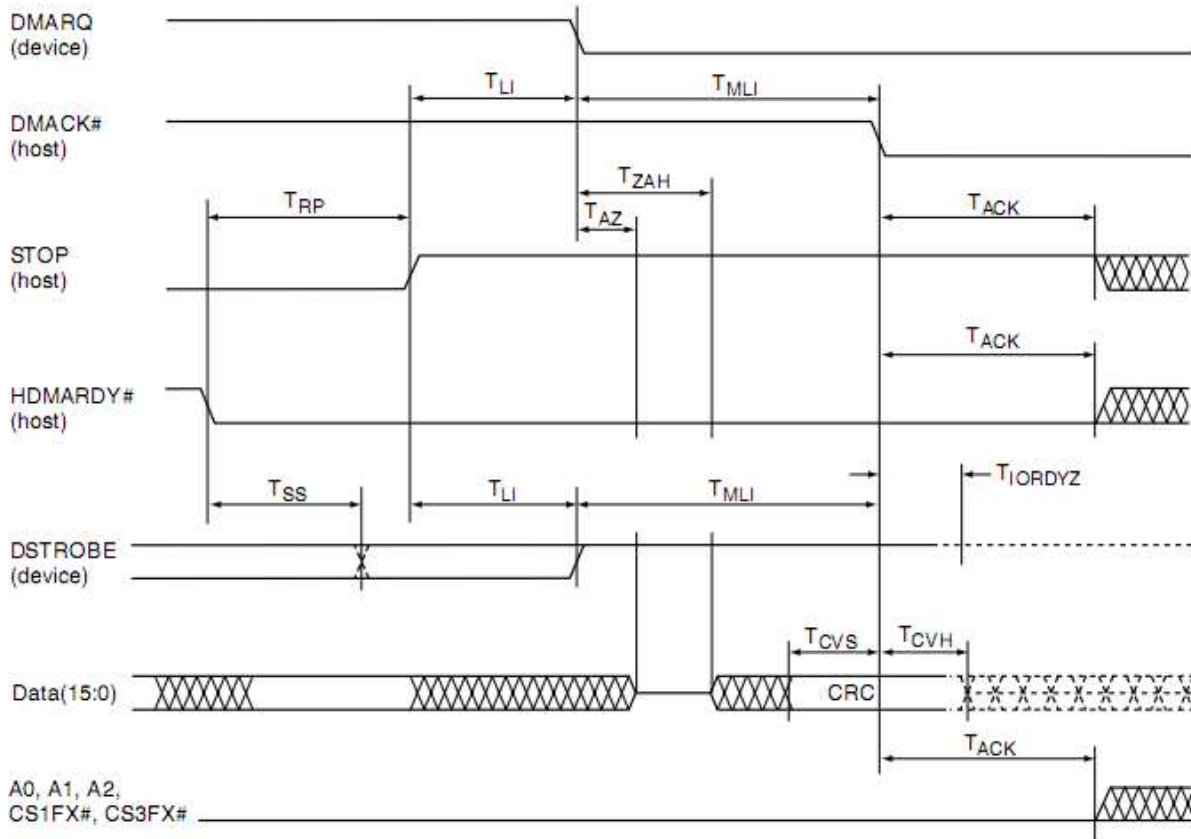 DMARQ
(device)
TLI
TMLI
DMACK#
(host)
TZAH
TRP
TAZ
TACK
STOP
(host)
TACK
HDMARDY#
(host)
TSS
TLI
TMLI
TIORDYZ
DSTROBE
(device)
TCVS
TCVH
Data(15:0)
CRC
TACK
A0, A1, A2,
CS1FX#, CS3FX#